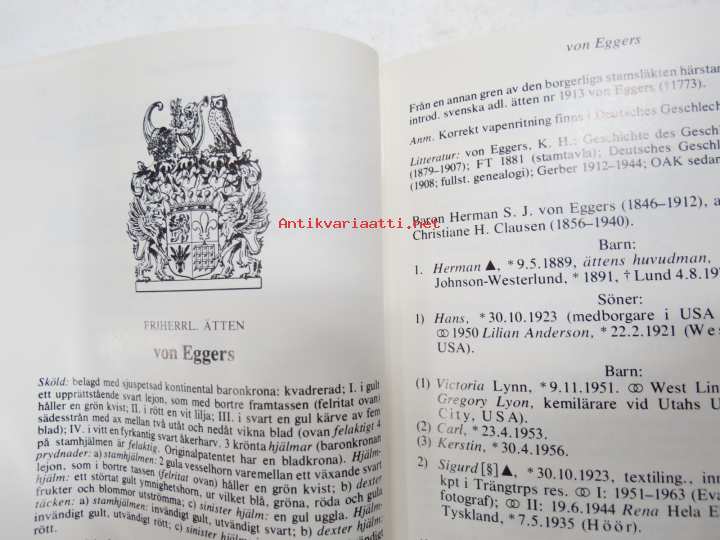 FRIHERRL. ÄTTEN
von Eggers
Sköld: belagd med sjuspetsad kontinental baronkrona: kvadrerad; I. i gult
ett upprättstående svart lejon, som med bortre framtassen (felritat ovan)
håller en grön kvist; II. i rött en vit lilja; III. i svart en gul kärve av fem
sädesstrån med ax mellan två utåt och nedåt vikna blad (ovan felaktigt 4
blad); IV. i vitt en fyrkantig svart åkerharv. 3 krönta hjälmar (baronkronan
på stamhjälmen är felaktig. Originalpatentet har en bladkrona). Hjälm-
prydnader: a) stamhjälmen: 2 gula vesselhorn varemellan ett växande svart
lejon, som i bortre tassen (felritat ovan) håller en grön kvist; b) dexter
hjälm: ett störtat gult ymnighetshorn, ur vilket blå, gröna, röda och gula
frukter och blommor utströmma; c) sinister hjälm: en gul uggla. Hjälm-
täcken: a) stamhjälmen: invändigt gult, utvändigt svart; b) dexter hjälm:
invändigt gult, utvändigt rött; c) sinister hjälm:
rött.
von Eggers
Från en annan gren av den borgerliga stamsläkten härstam
introd. svenska adl. ätten nr 1913 von Eggers (†1773).
Anm. Korrekt vapenritning finns i Deutsches Geschlech
Litteratur: von Eggers, K. H.: Geschichte des Gesch
(1879–1907); FT 1881 (stamtavla); Deutsches Geschl
(1908; fullst. genealogi); Gerber 1912–1944; OAK sedan
Baron Herman S. J. von Eggers (1846–1912), a
Christiane H. Clausen (1856–1940).
Barn:
1. Herman ▲, *9.5.1889, ättens huvudman,
Johnson-Westerlund, *1891, † Lund 4.8.19
Söner:
1) Hans, *30.10.1923 (medborgare i USA
⚭1950 Lilian Anderson, *22.2.1921 (Wes
USA).
Barn:
(1) Victoria Lynn, *9.11.1951. ⚭ West Lin
Gregory Lyon, kemilärare vid Utahs U
City, USA).
(2) Carl, *23.4.1953.
(3) Kerstin, *30.4.1956.
2) Sigurd [§]▲, *30.10.1923, textiling., inn
kpt i Trängtrps res. ⚭ I: 1951–1963 (Eva
fotograf); ⚭ II: 19.6.1944 Rena Hela E
Tyskland, *7.5.1935 (Höör).
Antikvariaatti.net